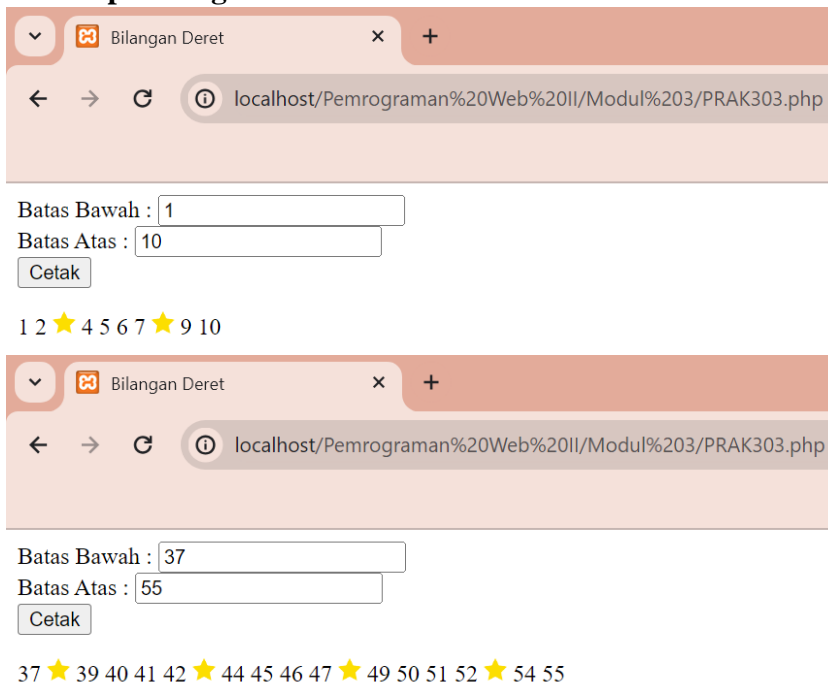 Bilangan Deret
localhost/Pemrograman%20Web%20II/Modul%203/PRAK303.php
Batas Bawah : 1
Batas Atas : 10
Cetak
1 2 ⭐ 4 5 6 7 ⭐ 9 10
Bilangan Deret
localhost/Pemrograman%20Web%20II/Modul%203/PRAK303.php
Batas Bawah : 37
Batas Atas : 55
Cetak
37 ⭐ 39 40 41 42 ⭐ 44 45 46 47 ⭐ 49 50 51 52 ⭐ 54 55